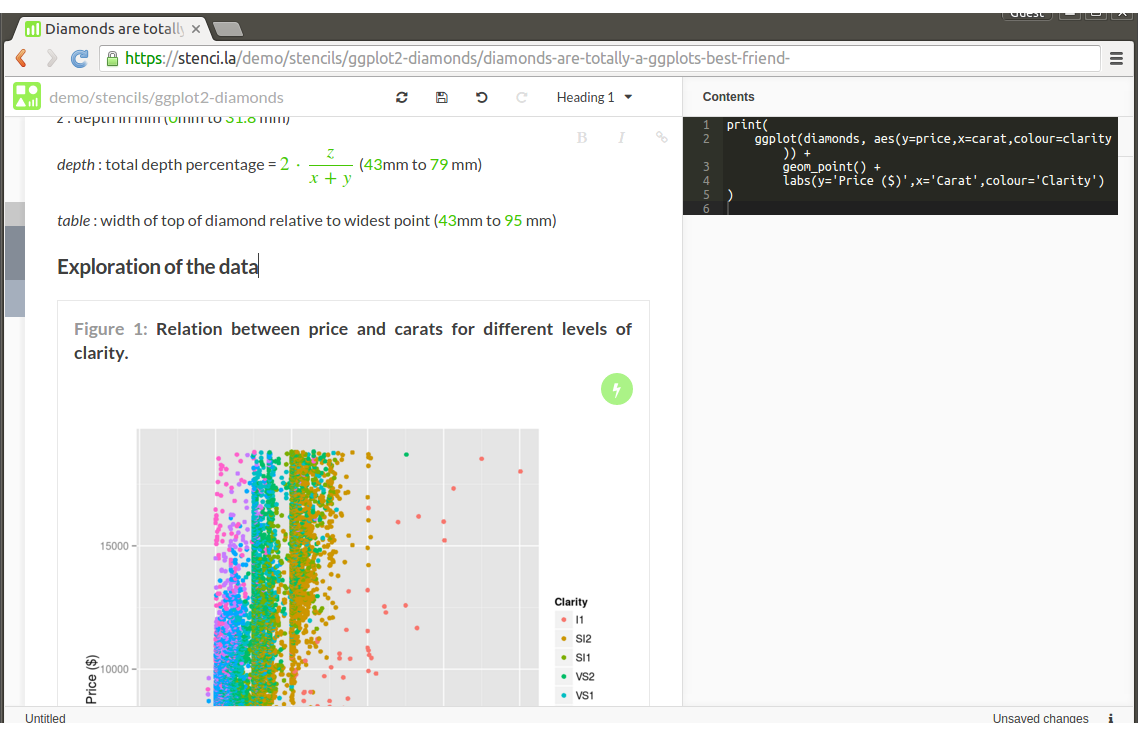 Guest
Diamonds are totall
https://stenci.la/demo/stencils/ggplot2-diamonds/diamonds-are-totally-a-ggplots-best-friend-
demo/stencils/ggplot2-diamonds
Heading 1
Contents
z : depth in mm (0mm to 31.8 mm)
B I
depth : total depth percentage = 2 · z / x + y (43mm to 79 mm)
table : width of top of diamond relative to widest point (43mm to 95 mm)
Exploration of the data
Figure 1: Relation between price and carats for different levels of
clarity.
15000
10000
Price ($)
Clarity
I1
SI2
SI1
VS2
VS1
1 print(
2 ggplot(diamonds, aes(y=price,x=carat,colour=clarity
)) +
3 geom_point() +
4 labs(y='Price ($)',x='Carat',colour='Clarity')
5 )
6
Untitled
Unsaved changes